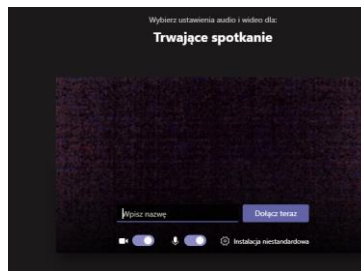 Wybierz ustawienia audio i wideo dla:
Trwające spotkanie
Wpisz nazwę
Dołącz teraz
Instalacja niestandardowa